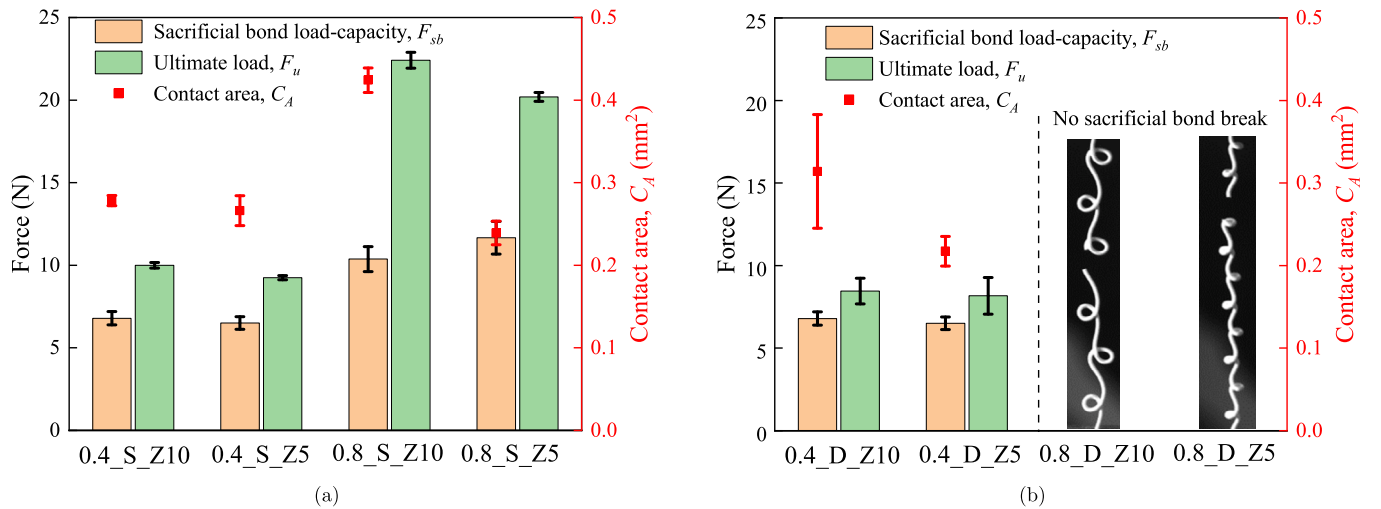 25
20
15
10
5
0
Force (N)
Sacrificial bond load-capacity, F_sb
Ultimate load, F_u
Contact area, C_A
0.5
0.4
0.3
0.2
0.1
0.0
Contact area, C_A (mm²)
0.4_S_Z10 0.4_S_Z5 0.8_S_Z10 0.8_S_Z5
(a)
25
20
15
10
5
0
Force (N)
Sacrificial bond load-capacity, F_sb
Ultimate load, F_u
Contact area, C_A
No sacrificial bond break
0.5
0.4
0.3
0.2
0.1
0.0
Contact area, C_A (mm²)
0.4_D_Z10 0.4_D_Z5 0.8_D_Z10 0.8_D_Z5
(b)